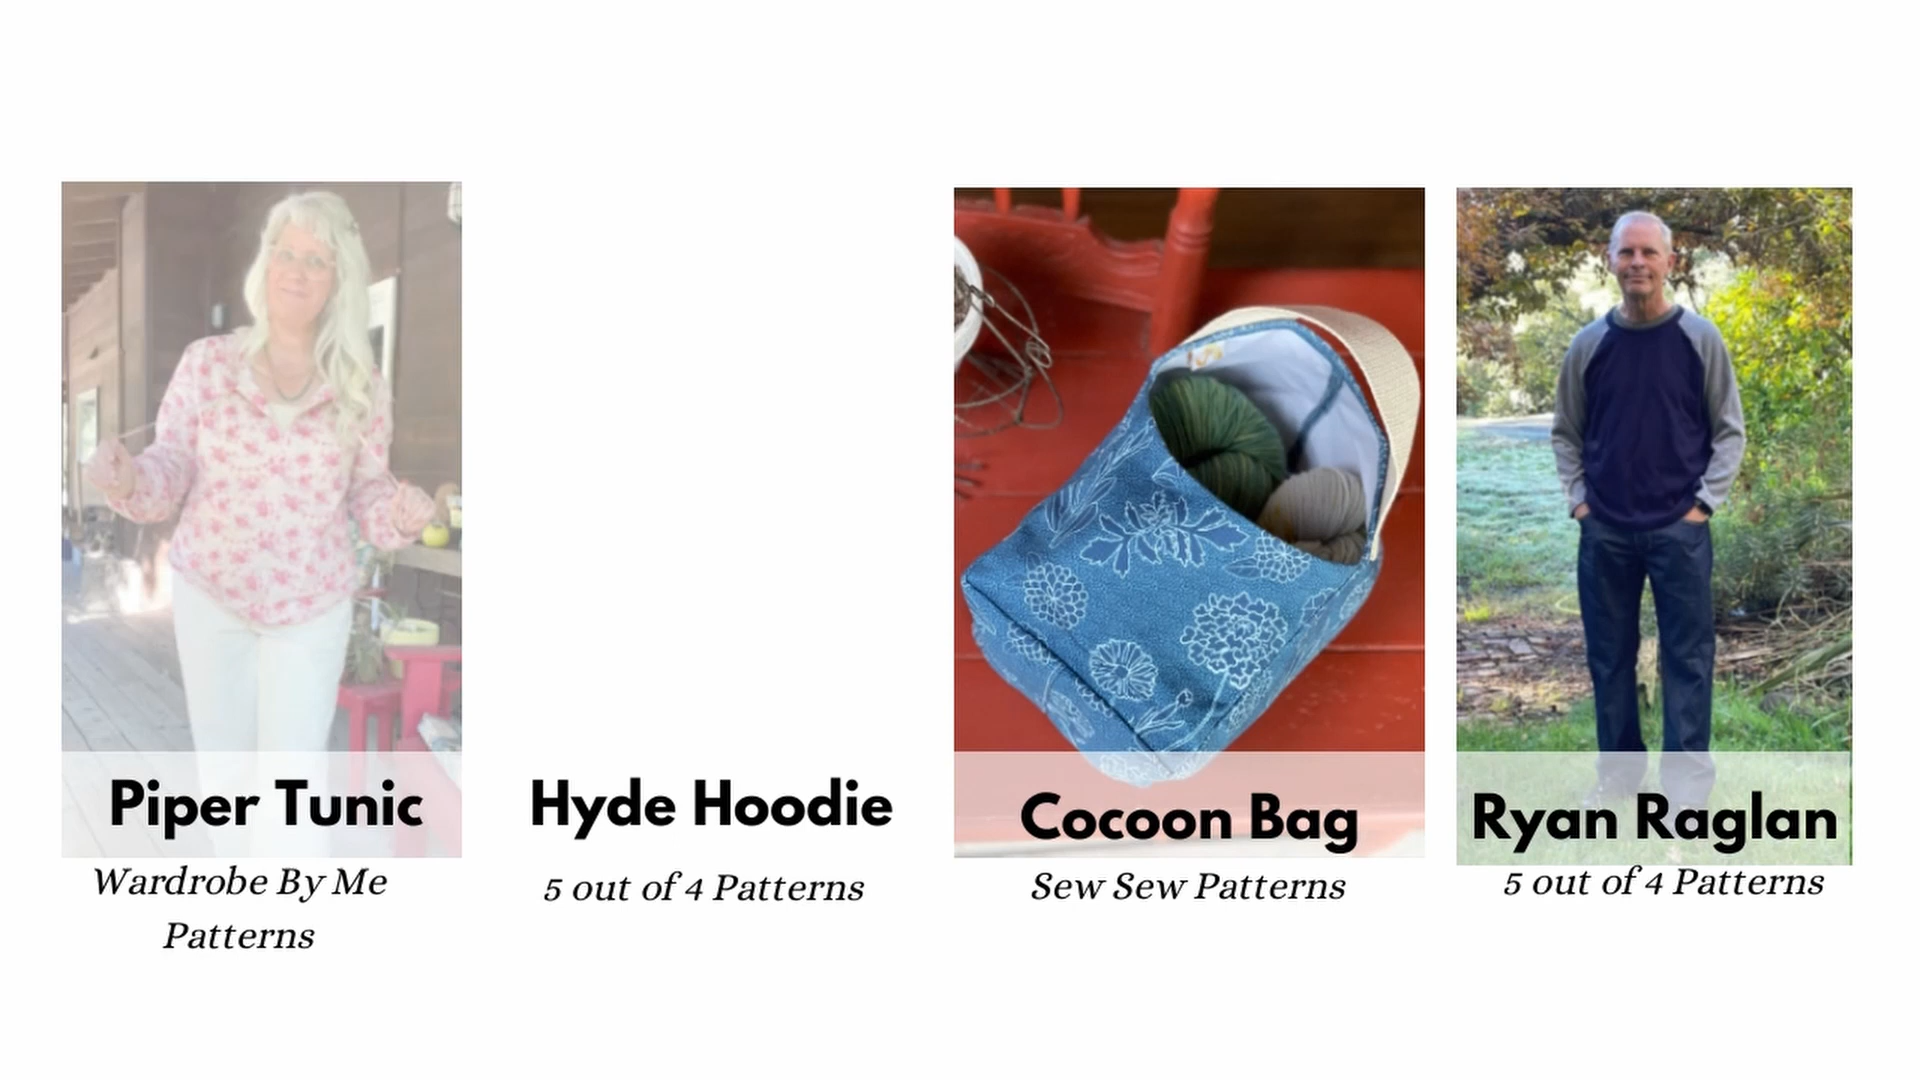 Piper Tunic
Wardrobe By Me
Patterns
Hyde Hoodie
5 out of 4 Patterns
Cocoon Bag
Sew Sew Patterns
Ryan Raglan
5 out of 4 Patterns